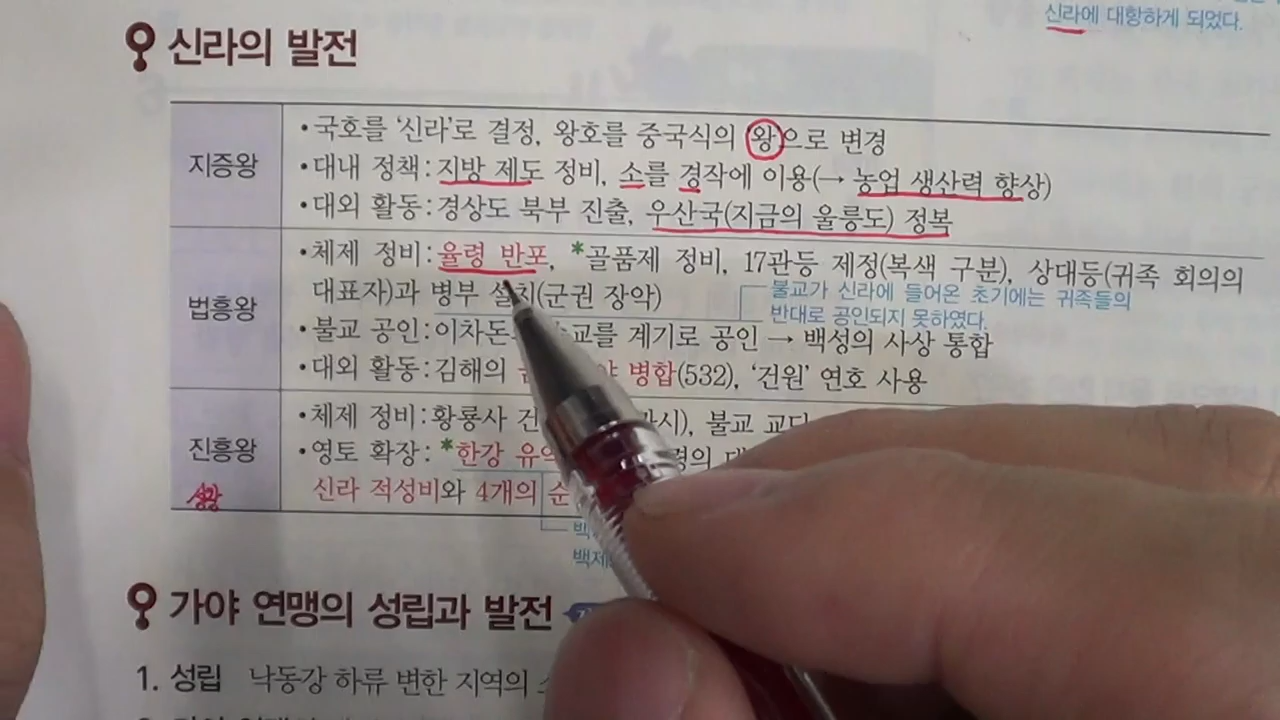 신라에 대항하게 되었다.
신라의 발전
지증왕
•국호를 '신라'로 결정, 왕호를 중국식의 '왕'으로 변경
•대내 정책: 지방 제도 정비, 소를 경작에 이용(→ 농업 생산력 향상)
•대외 활동: 경상도 북부 진출, 우산국(지금의 울릉도) 정복
법흥왕
•체제 정비: 율령 반포, *골품제 정비, 17관등 제정(복색 구분), 상대등(귀족 회의의
대표자)과 병부 설치(군권 장악)
불교가 신라에 들어온 초기에는 귀족들의
반대로 공인되지 못하였다.
•불교 공인: 이차돈 를 계기로 공인 → 백성의 사상 통합
•대외 활동: 김해의 병합(532), '건원' 연호 사용
진흥왕
•체제 정비: 황룡사 불교
•영토 확장: *한강
신라 적성비와 4개의
가야 연맹의 성립과 발전
1. 성립 낙동강 하류 변한 지역의